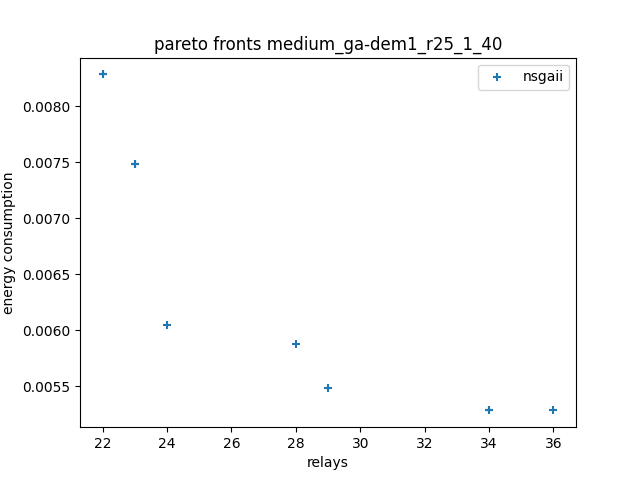 pareto fronts medium_ga-dem1_r25_1_40
nsgaii
0.0080
0.0075
0.0070
0.0065
0.0060
0.0055
energy consumption
22 24 26 28 30 32 34 36
relays